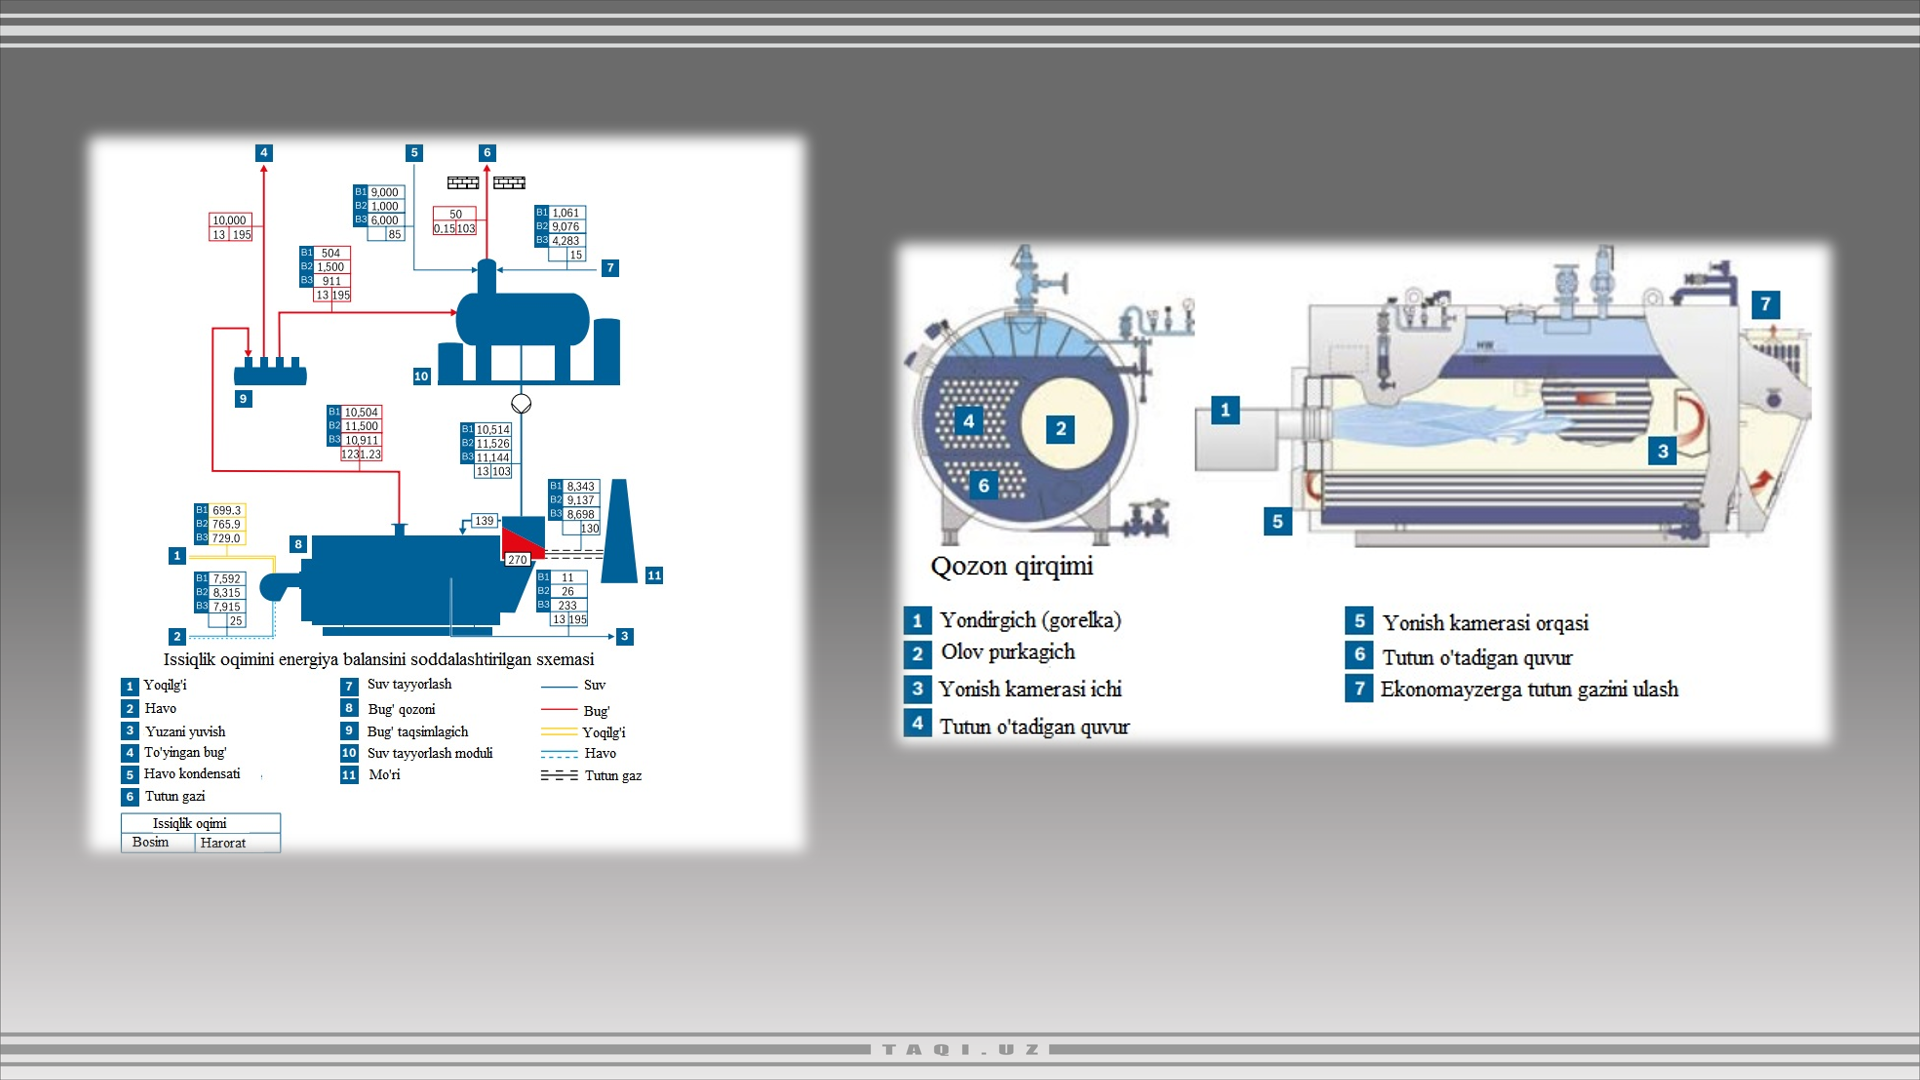 4
5
6
B1 9,000
B2 1,000
B3 6,000
85
10,000
13 195
50
0.15 103
B1 1,061
B2 9,076
B3 4,283
15
B1 504
B2 1,500
B3 911
13 195
7
10
9
B1 10,504
B2 11,500
B3 10,911
1231.23
B1 10,514
B2 11,526
B3 11,144
13 103
B1 8,343
B2 9,137
B3 8,698
130
B1 699.3
B2 765.9
B3 729.0
139
8
1
270
11
B1 7,592
B2 8,315
B3 7,915
25
B1 11
B2 26
B3 233
13 195
2
3
Issiqlik oqimini energiya balansini soddalashtirilgan sxemasi
1 Yoqilg'i
2 Havo
3 Yuzani yuvish
4 To'yingan bug'
5 Havo kondensati
6 Tutun gazi
7 Suv tayyorlash
8 Bug' qozoni
9 Bug' taqsimlagich
10 Suv tayyorlash moduli
11 Mo'ri
Suv
Bug'
Yoqilg'i
Havo
Tutun gaz
Issiqlik oqimi
Bosim Harorat
4
2
6
HW
7
1
3
5
Qozon qirqimi
1 Yondirgich (gorelka)
2 Olov purkagich
3 Yonish kamerasi ichi
4 Tutun o'tadigan quvur
5 Yonish kamerasi orqasi
6 Tutun o'tadigan quvur
7 Ekonomayzerga tutun gazini ulash
TAQI.UZ